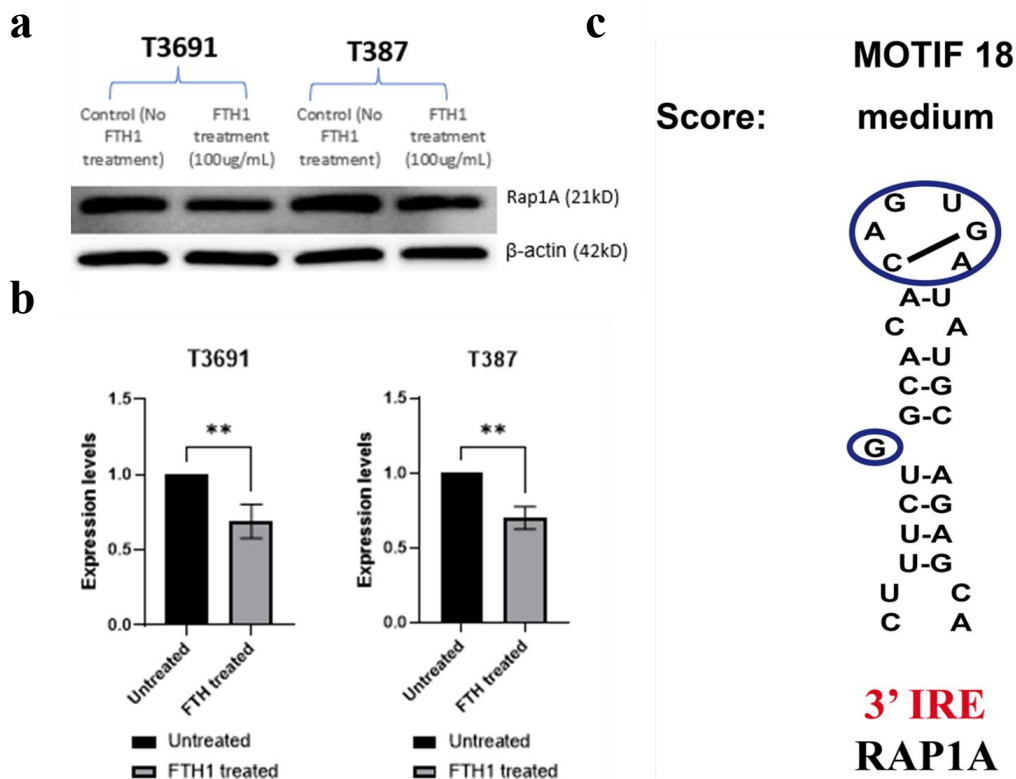 a
T3691
T387
Control (No FTH1 treatment)
FTH1 treatment (100ug/mL)
Control (No FTH1 treatment)
FTH1 treatment (100ug/mL)
Rap1A (21kD)
β-actin (42kD)
b
T3691
Expression levels
1.5
1.0
0.5
0.0
**
Untreated
FTH treated
Untreated
FTH1 treated
T387
Expression levels
1.5
1.0
0.5
0.0
**
Untreated
FTH treated
Untreated
FTH1 treated
c
MOTIF 18
Score: medium
G U
A G
C A
A-U
C A
A-U
C-G
G-C
G
U-A
C-G
U-A
U-G
U C
C A
3’ IRE
RAP1A